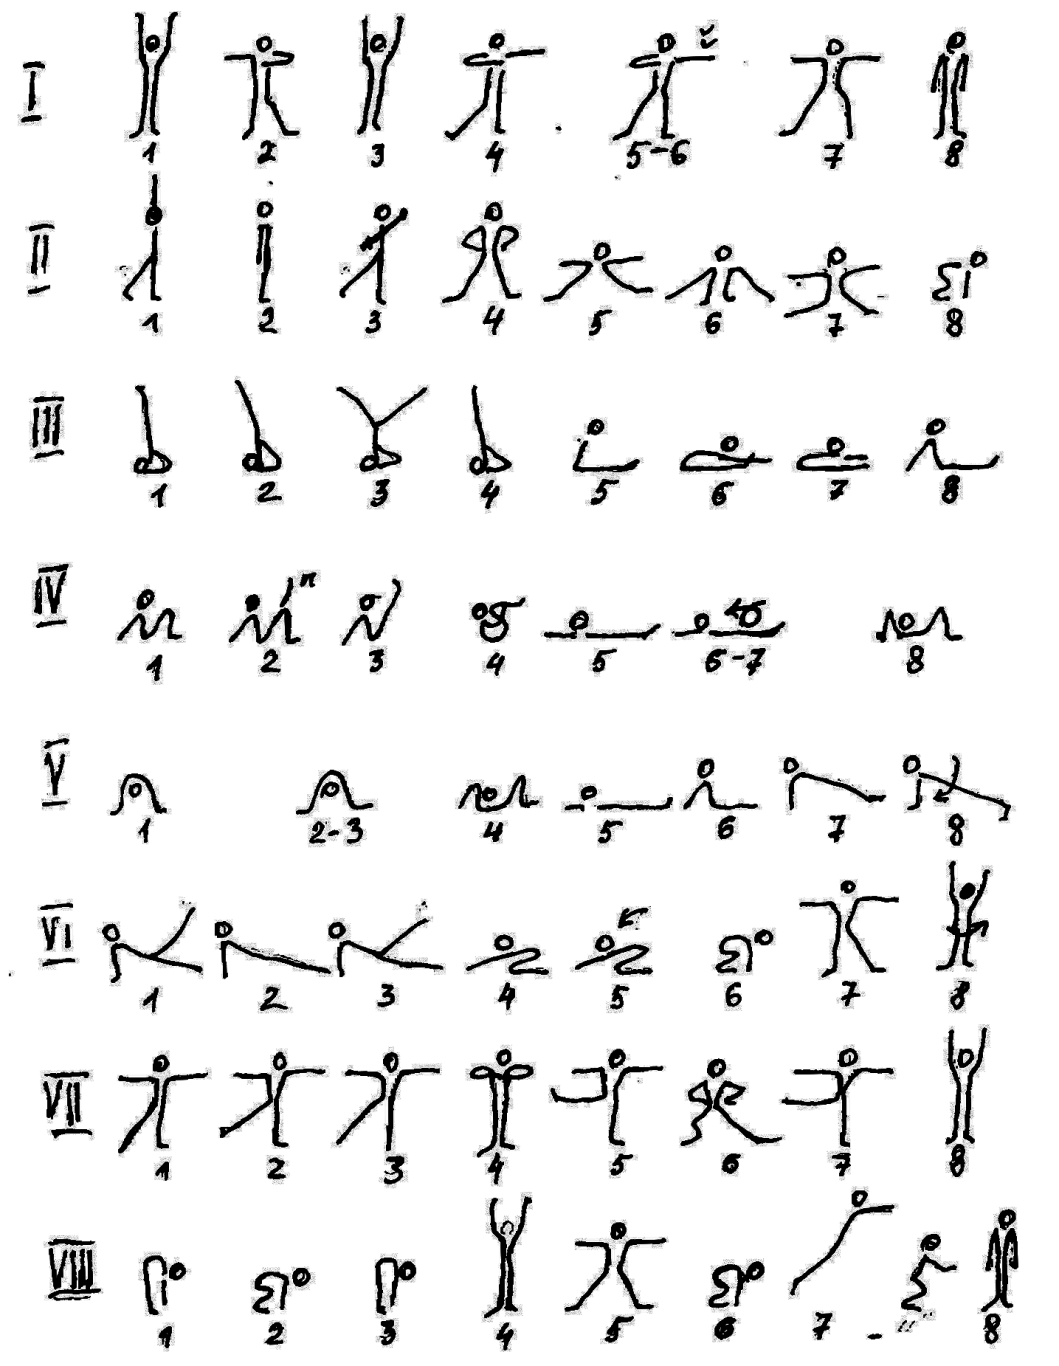 I
1 2 3 4 5-6 7 8
II
1 2 3 4 5 6 7 8
III
1 2 3 4 5 6 7 8
IV
1 2 3 4 5 6-7 8
V
1 2-3 4 5 6 7 8
VI
1 2 3 4 5 6 7 8
VII
1 2 3 4 5 6 7 8
VIII
1 2 3 4 5 6 7 - 8